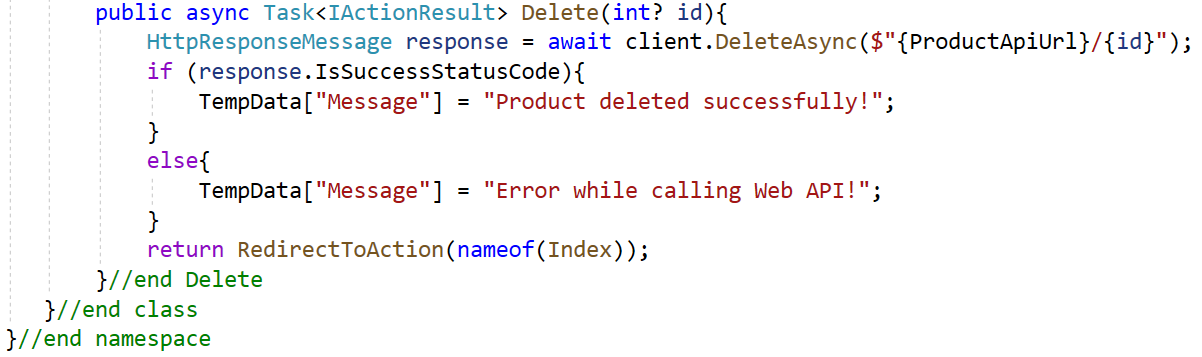 public async Task<IActionResult> Delete(int? id){
HttpResponseMessage response = await client.DeleteAsync($"{ProductApiUrl}/{id}");
if (response.IsSuccessStatusCode){
TempData["Message"] = "Product deleted successfully!";
}
else{
TempData["Message"] = "Error while calling Web API!";
}
return RedirectToAction(nameof(Index));
}//end Delete
}//end class
}//end namespace